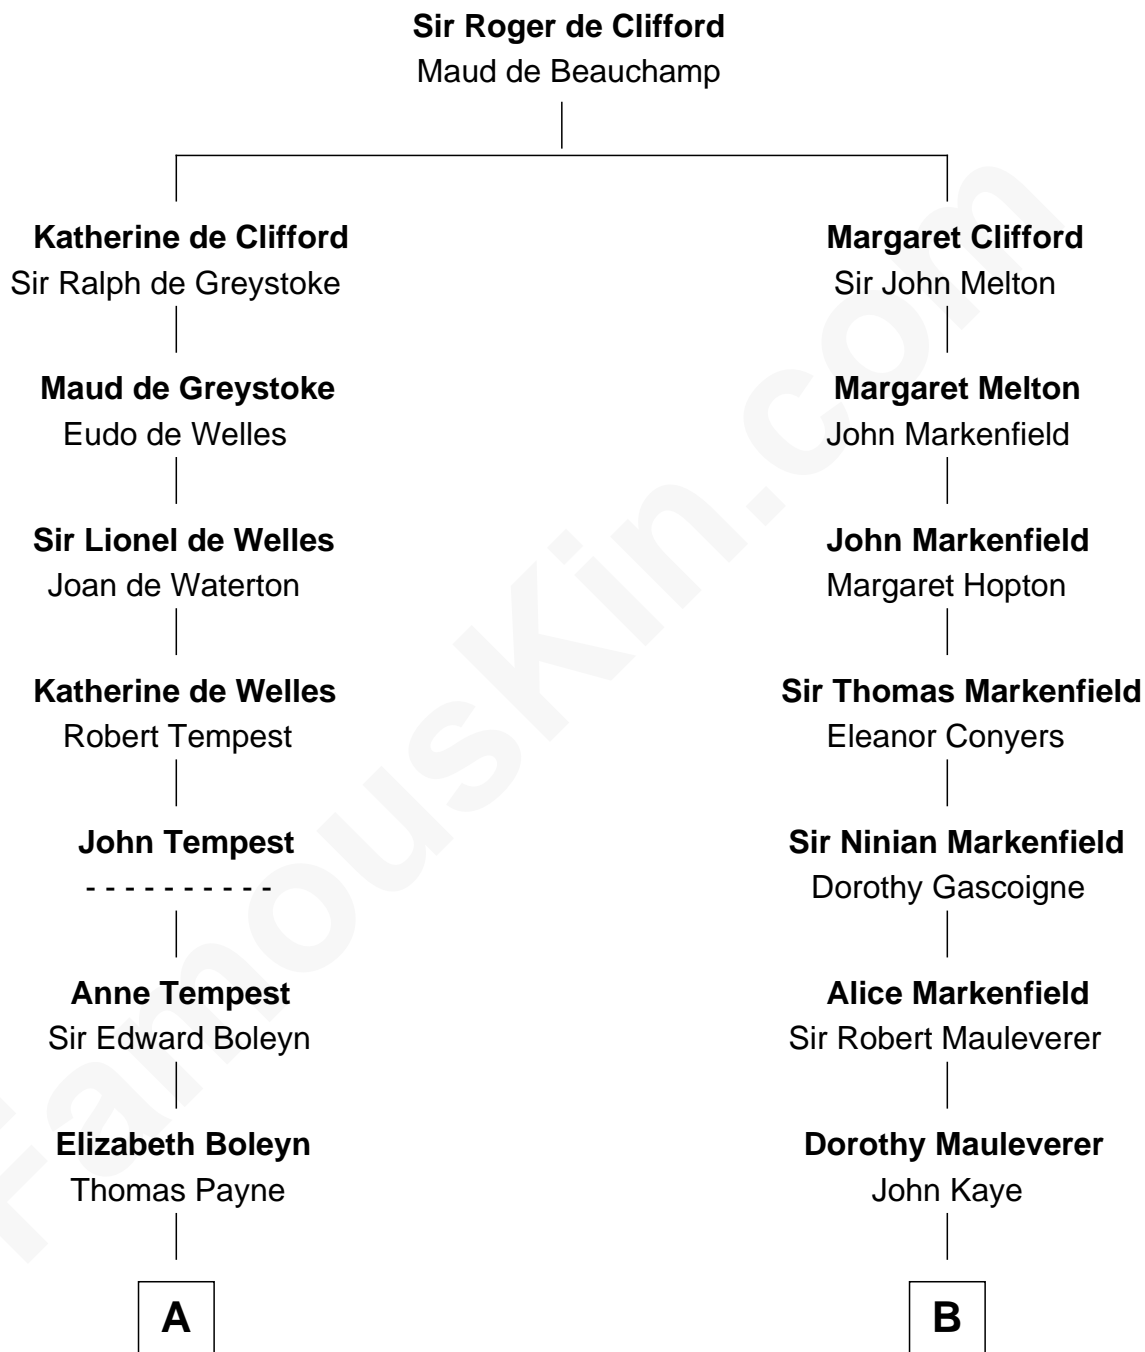 Sir Roger de Clifford
Maud de Beauchamp
Katherine de Clifford
Sir Ralph de Greystoke
Margaret Clifford
Sir John Melton
Maud de Greystoke
Eudo de Welles
Margaret Melton
John Markenfield
Sir Lionel de Welles
Joan de Waterton
John Markenfield
Margaret Hopton
Katherine de Welles
Robert Tempest
Sir Thomas Markenfield
Eleanor Conyers
John Tempest
- - - - - - - - - -
Sir Ninian Markenfield
Dorothy Gascoigne
Anne Tempest
Sir Edward Boleyn
Alice Markenfield
Sir Robert Mauleverer
Elizabeth Boleyn
Thomas Payne
Dorothy Mauleverer
John Kaye
A
B
FamousKin.com